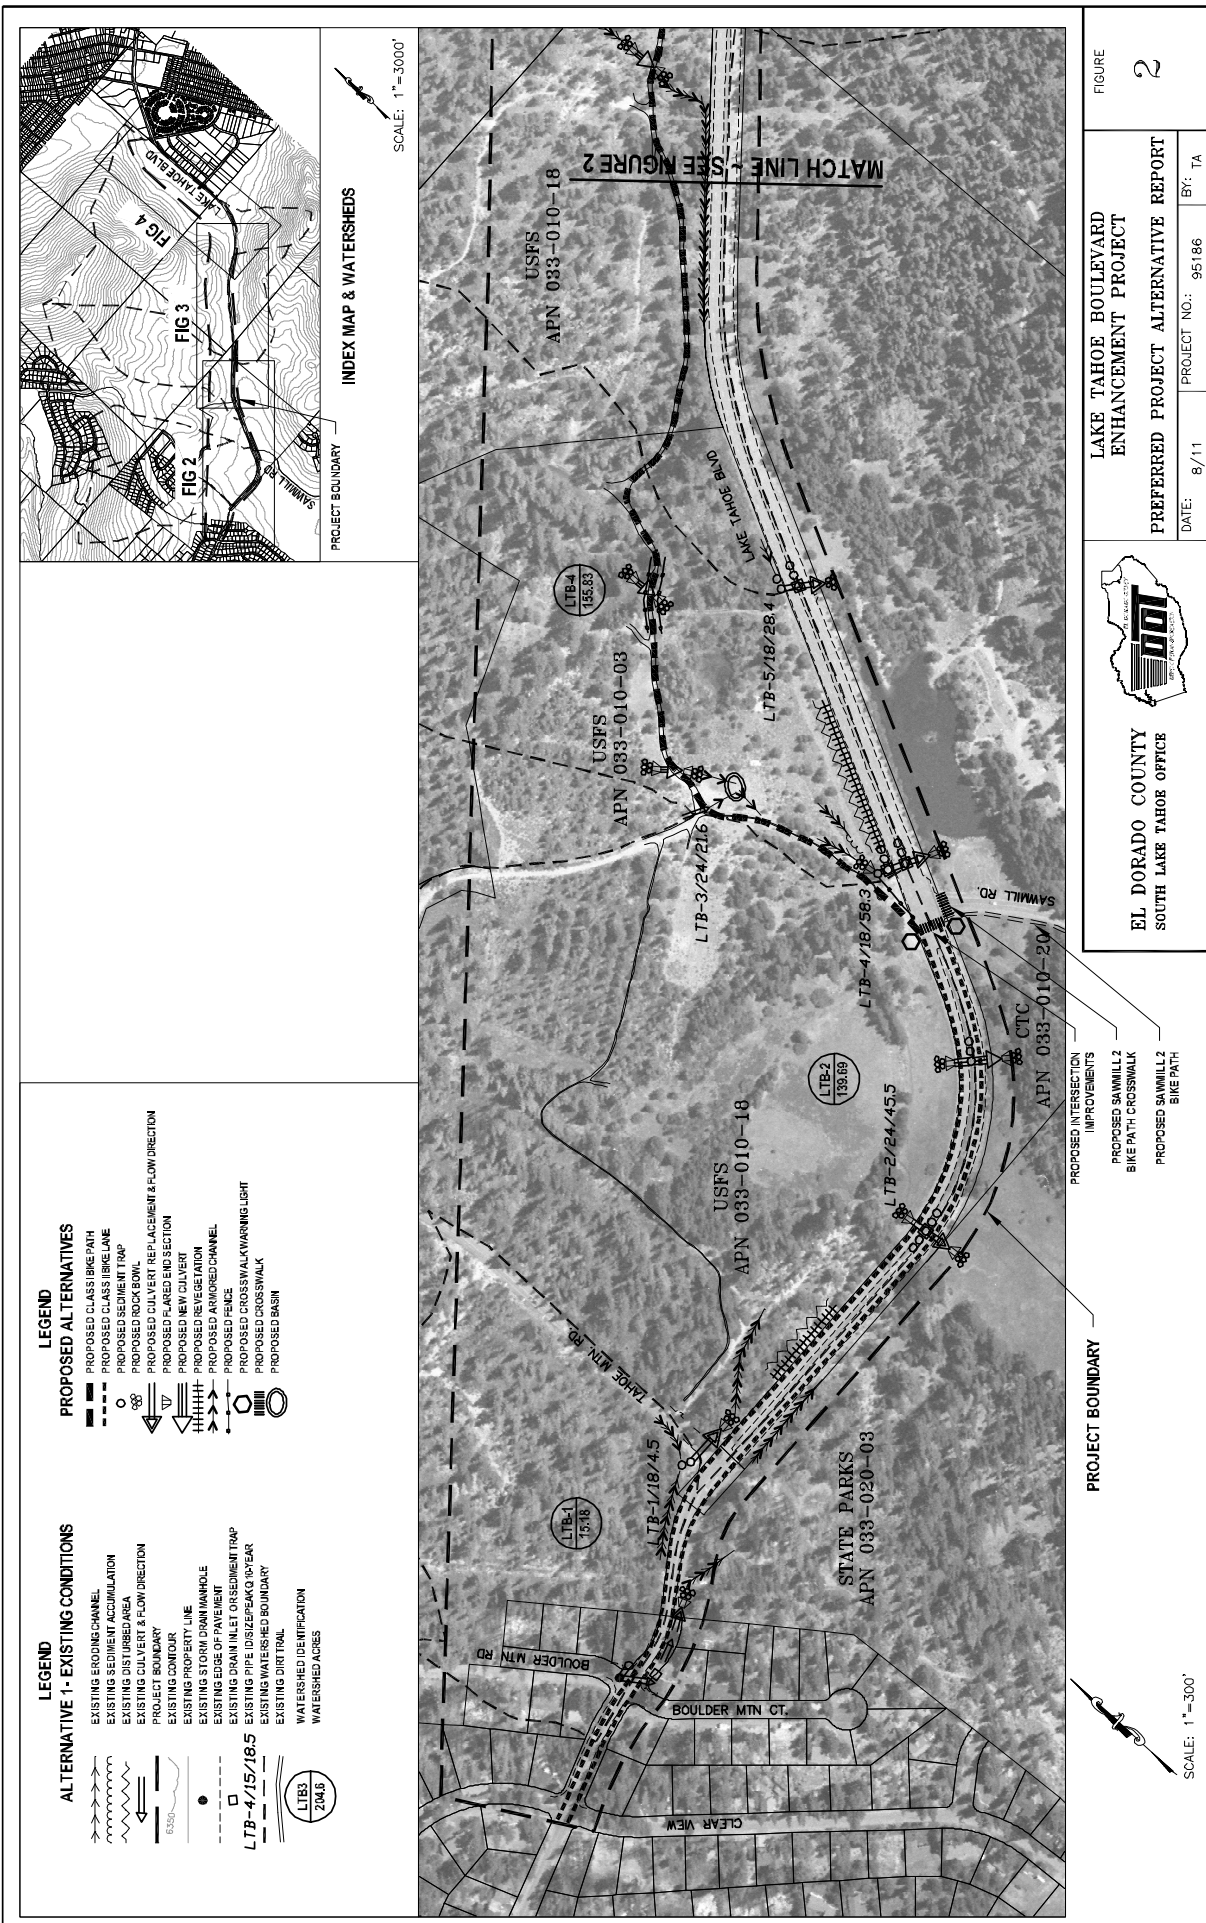 LEGEND
ALTERNATIVE 1 - EXISTING CONDITIONS
EXISTING ERODING CHANNEL
EXISTING SEDIMENT ACCUMULATION
EXISTING DISTURBED AREA
EXISTING CULVERT & FLOW DIRECTION
PROJECT BOUNDARY
6350
EXISTING CONTOUR
EXISTING PROPERTY LINE
EXISTING STORM DRAIN MANHOLE
EXISTING EDGE OF PAVEMENT
EXISTING DRAIN INLET OR SEDIMENT TRAP
LTB-4/15/18.5
EXISTING PIPE ID/SIZE/PEAK Q 10-YEAR
EXISTING WATERSHED BOUNDARY
EXISTING DIRT TRAIL
LTB3
204.6
WATERSHED IDENTIFICATION
WATERSHED ACRES
LEGEND
PROPOSED ALTERNATIVES
PROPOSED CLASS I BIKE PATH
PROPOSED CLASS II BIKE LANE
PROPOSED SEDIMENT TRAP
PROPOSED ROCK BOWL
PROPOSED CULVERT REPLACEMENT & FLOW DIRECTION
PROPOSED FLARED END SECTION
PROPOSED NEW CULVERT
PROPOSED REVEGETATION
PROPOSED ARMORED CHANNEL
PROPOSED FENCE
PROPOSED CROSSWALK WARNING LIGHT
PROPOSED CROSSWALK
PROPOSED BASIN
FIG 2
FIG 3
FIG 4
LAKE TAHOE BLVD
SAWMILL RD
PROJECT BOUNDARY
INDEX MAP & WATERSHEDS
SCALE: 1"=3000'
CLEAR VIEW
BOULDER MTN RD
BOULDER MTN CT.
LTB-1
15.18
LTB-1/18/4.5
TAHOE MTN. RD.
STATE PARKS
APN 033-020-03
USFS
APN 033-010-18
LTB-2
139.69
LTB-2/24/45.5
CTC
APN 033-010-20
SAWMILL RD.
LTB-4/18/58.3
LTB-3/24/21.6
USFS
APN 033-010-03
LTB-4
155.83
LTB-5/18/28.4
LAKE TAHOE BLVD
USFS
APN 033-010-18
MATCH LINE - SEE FIGURE 2
PROJECT BOUNDARY
PROPOSED INTERSECTION
IMPROVEMENTS
PROPOSED SAWMILL 2
BIKE PATH CROSSWALK
PROPOSED SAWMILL 2
BIKE PATH
SCALE: 1"=300'
EL DORADO COUNTY
SOUTH LAKE TAHOE OFFICE
DOT
LAKE TAHOE BOULEVARD
ENHANCEMENT PROJECT
PREFERRED PROJECT ALTERNATIVE REPORT
DATE: 8/11
PROJECT NO.: 95186
BY: TA
FIGURE
2